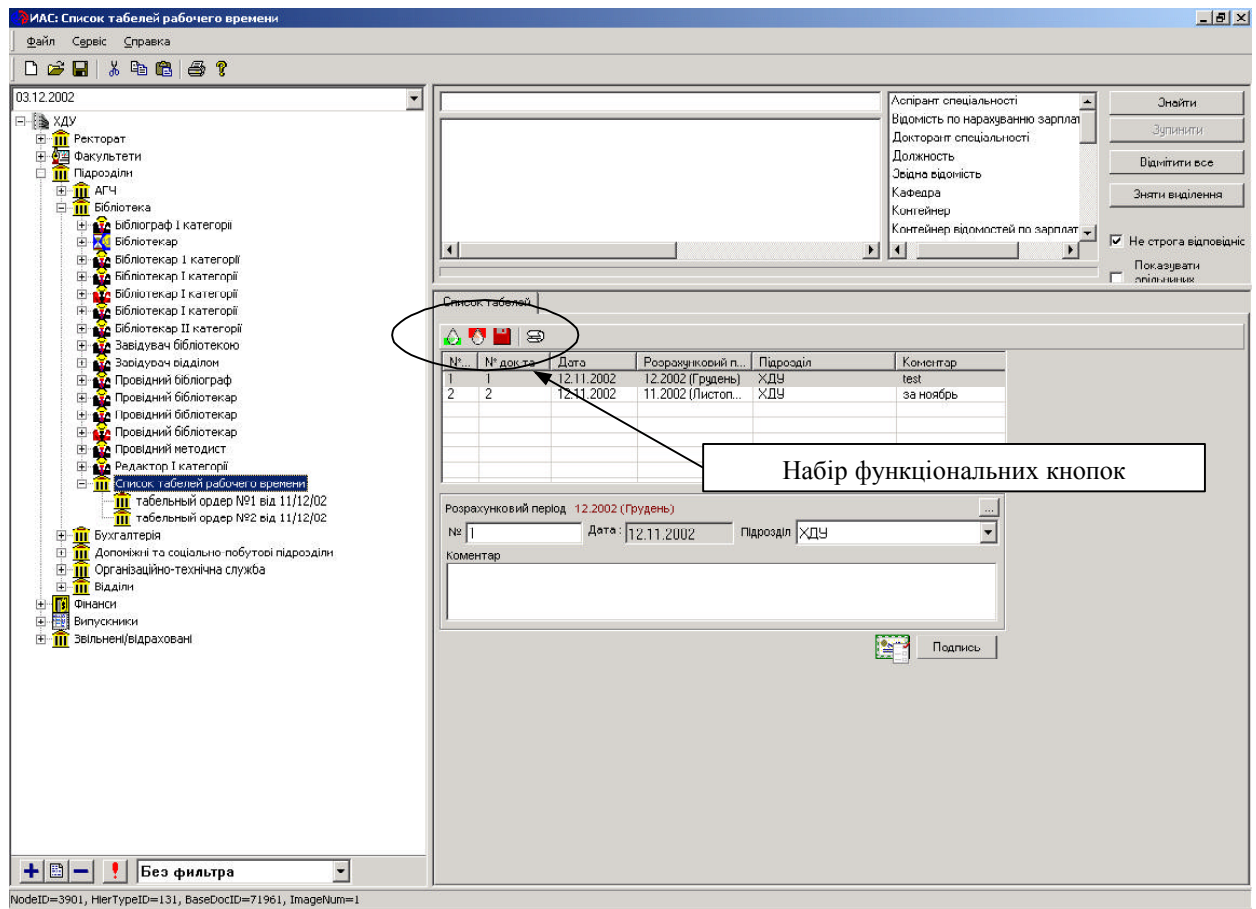 ИАС: Список табелей рабочего времени
Файл Сервіс Справка
03.12.2002
ХДУ
Ректорат
Факультети
Підрозділи
АГЧ
Бібліотека
Бібліограф I категорії
Бібліотекар
Бібліотекар 1 категорії
Бібліотекар I категорії
Бібліотекар I категорії
Бібліотекар I категорії
Бібліотекар II категорії
Завідувач бібліотекою
Завідувач відділом
Провідний бібліограф
Провідний бібліотекар
Провідний бібліотекар
Провідний бібліотекар
Провідний методист
Редактор I категорії
Список табелей рабочего времени
табельный ордер №1 від 11/12/02
табельный ордер №2 від 11/12/02
Бухгалтерія
Допоміжні та соціально-побутові підрозділи
Організаційно-технічна служба
Відділи
Фінанси
Випускники
Звільнені/відраховані
Без фильтра
NodeID=3901, HierTypeID=131, BaseDocID=71961, ImageNum=1
Аспірант спеціальності
Відомість по нарахуванню зарплат
Докторант спеціальності
Должность
Звідна відомість
Кафедра
Контейнер
Контейнер відомостей по зарплат
Знайти
Зупинити
Відмітити все
Зняти виділення
Не строга відповідніс
Показувати
звільнених
Список табелей
N°... N° док.та Дата Розрахунковий п... Підрозділ Коментар
1 1 12.11.2002 12.2002 (Грудень) ХДУ test
2 2 12.11.2002 11.2002 (Листоп... ХДУ за ноябрь
Набір функціональних кнопок
Розрахунковий період 12.2002 (Грудень) ...
№ 1 Дата: 12.11.2002 Підрозділ ХДУ
Коментар
Подпись